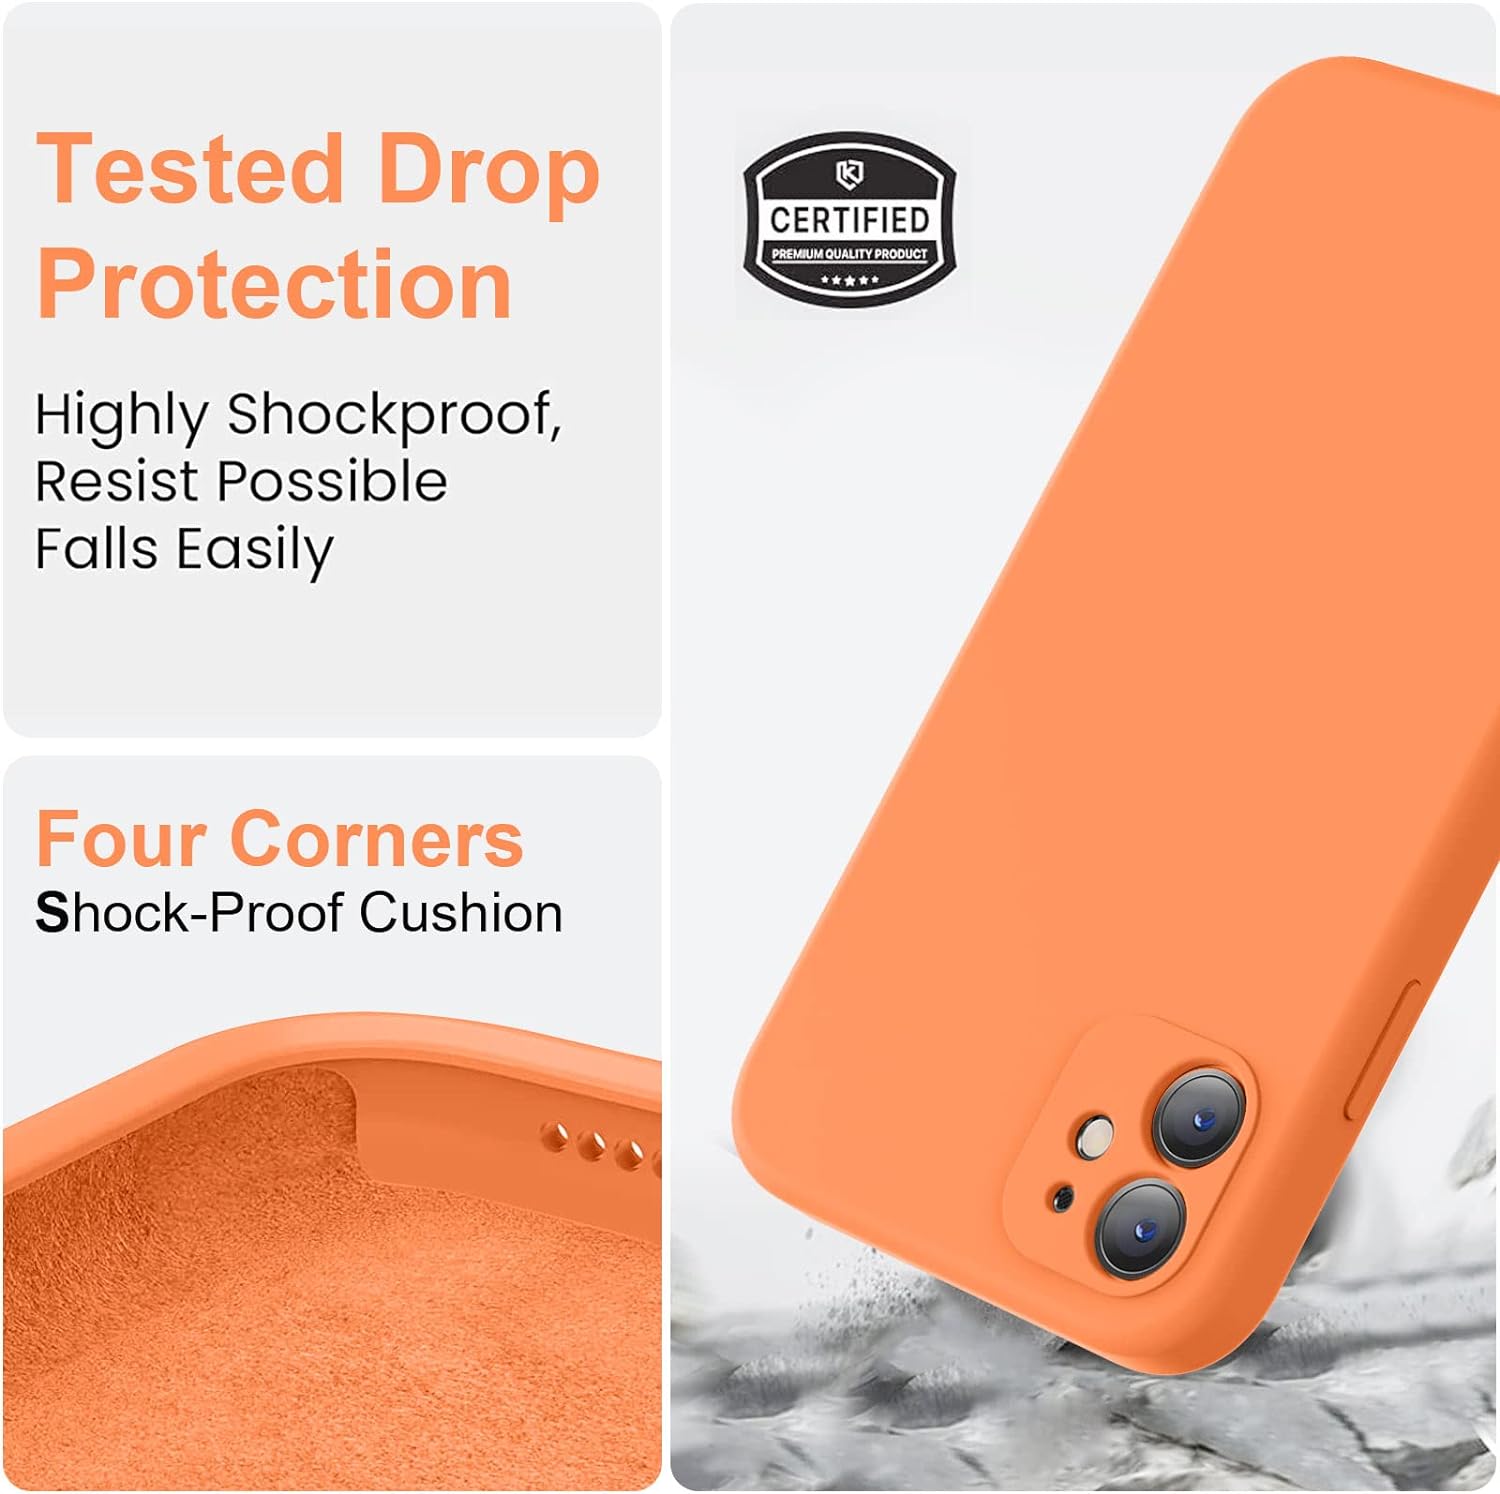 Tested Drop
Protection
Highly Shockproof,
Resist Possible
Falls Easily
Four Corners
Shock-Proof Cushion
CERTIFIED
PREMIUM QUALITY PRODUCT